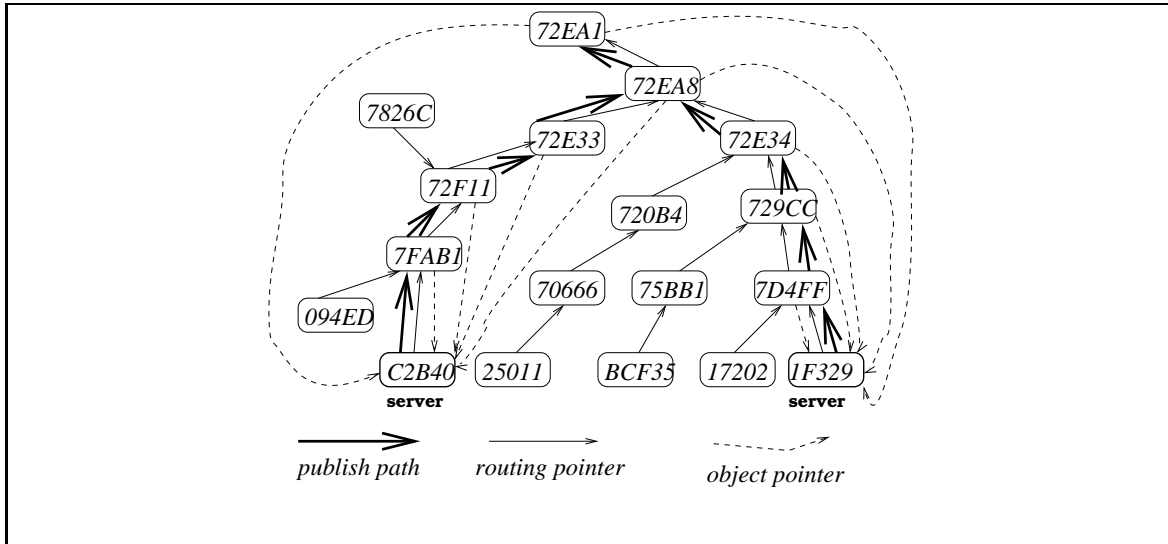 72EA1
72EA8
7826C
72E33
72E34
72F11
720B4
729CC
7FAB1
70666
75BB1
7D4FF
094ED
C2B40
25011
BCF35
17202
1F329
server
server
publish path
routing pointer
object pointer